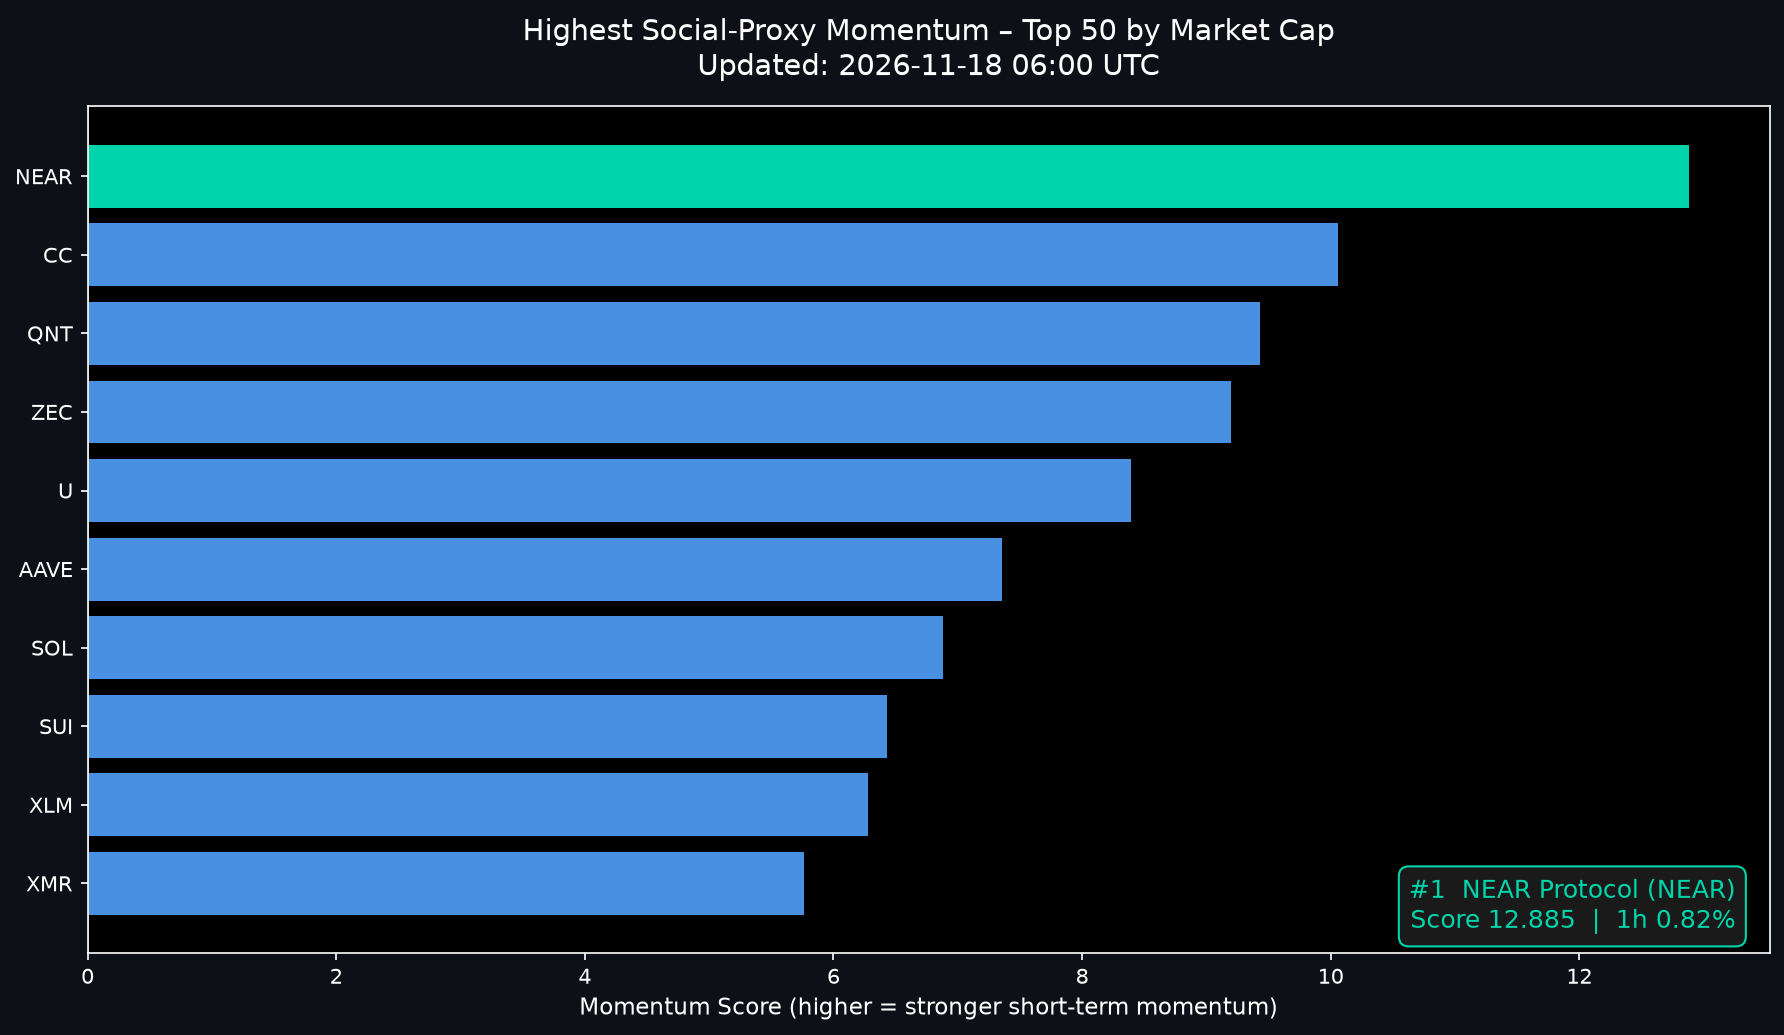 Highest Social-Proxy Momentum – Top 50 by Market Cap
Updated: 2026-11-18 06:00 UTC
NEAR
CC
QNT
ZEC
U
AAVE
SOL
SUI
XLM
XMR
#1 NEAR Protocol (NEAR)
Score 12.885 | 1h 0.82%
0 2 4 6 8 10 12
Momentum Score (higher = stronger short-term momentum)